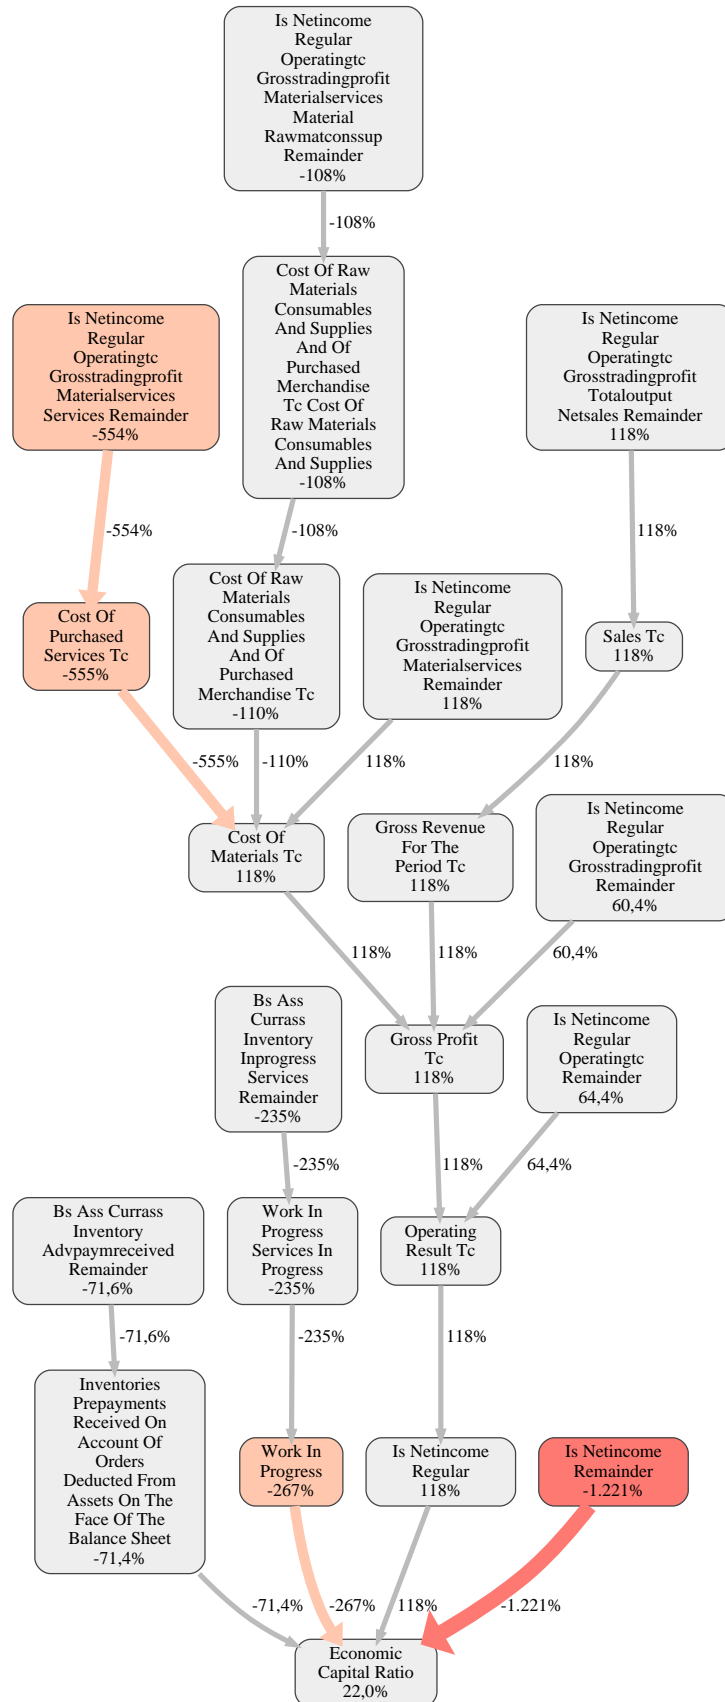 Is Netincome
Regular
Operatingtc
Grosstradingprofit
Materialservices
Material
Rawmatconssup
Remainder
-108%
-108%
Cost Of Raw
Materials
Consumables
And Supplies
And Of
Purchased
Merchandise
Tc Cost Of
Raw Materials
Consumables
And Supplies
-108%
Is Netincome
Regular
Operatingtc
Grosstradingprofit
Materialservices
Services Remainder
-554%
Is Netincome
Regular
Operatingtc
Grosstradingprofit
Totaloutput
Netsales Remainder
118%
-554%
-108%
118%
Cost Of
Purchased
Services Tc
-555%
Cost Of Raw
Materials
Consumables
And Supplies
And Of
Purchased
Merchandise Tc
-110%
Is Netincome
Regular
Operatingtc
Grosstradingprofit
Materialservices
Remainder
118%
Sales Tc
118%
-555%
-110%
118%
118%
Cost Of
Materials Tc
118%
Gross Revenue
For The
Period Tc
118%
Is Netincome
Regular
Operatingtc
Grosstradingprofit
Remainder
60,4%
118%
118%
60,4%
Bs Ass
Currass
Inventory
Inprogress
Services
Remainder
-235%
Gross Profit
Tc
118%
Is Netincome
Regular
Operatingtc
Remainder
64,4%
-235%
118%
64,4%
Bs Ass Currass
Inventory
Advpaymreceived
Remainder
-71,6%
Work In
Progress
Services In
Progress
-235%
Operating
Result Tc
118%
-71,6%
-235%
118%
Inventories
Prepayments
Received On
Account Of
Orders
Deducted From
Assets On The
Face Of The
Balance Sheet
-71,4%
Work In
Progress
-267%
Is Netincome
Regular
118%
Is Netincome
Remainder
-1.221%
-71,4%
-267%
118%
-1.221%
Economic
Capital Ratio
22,0%